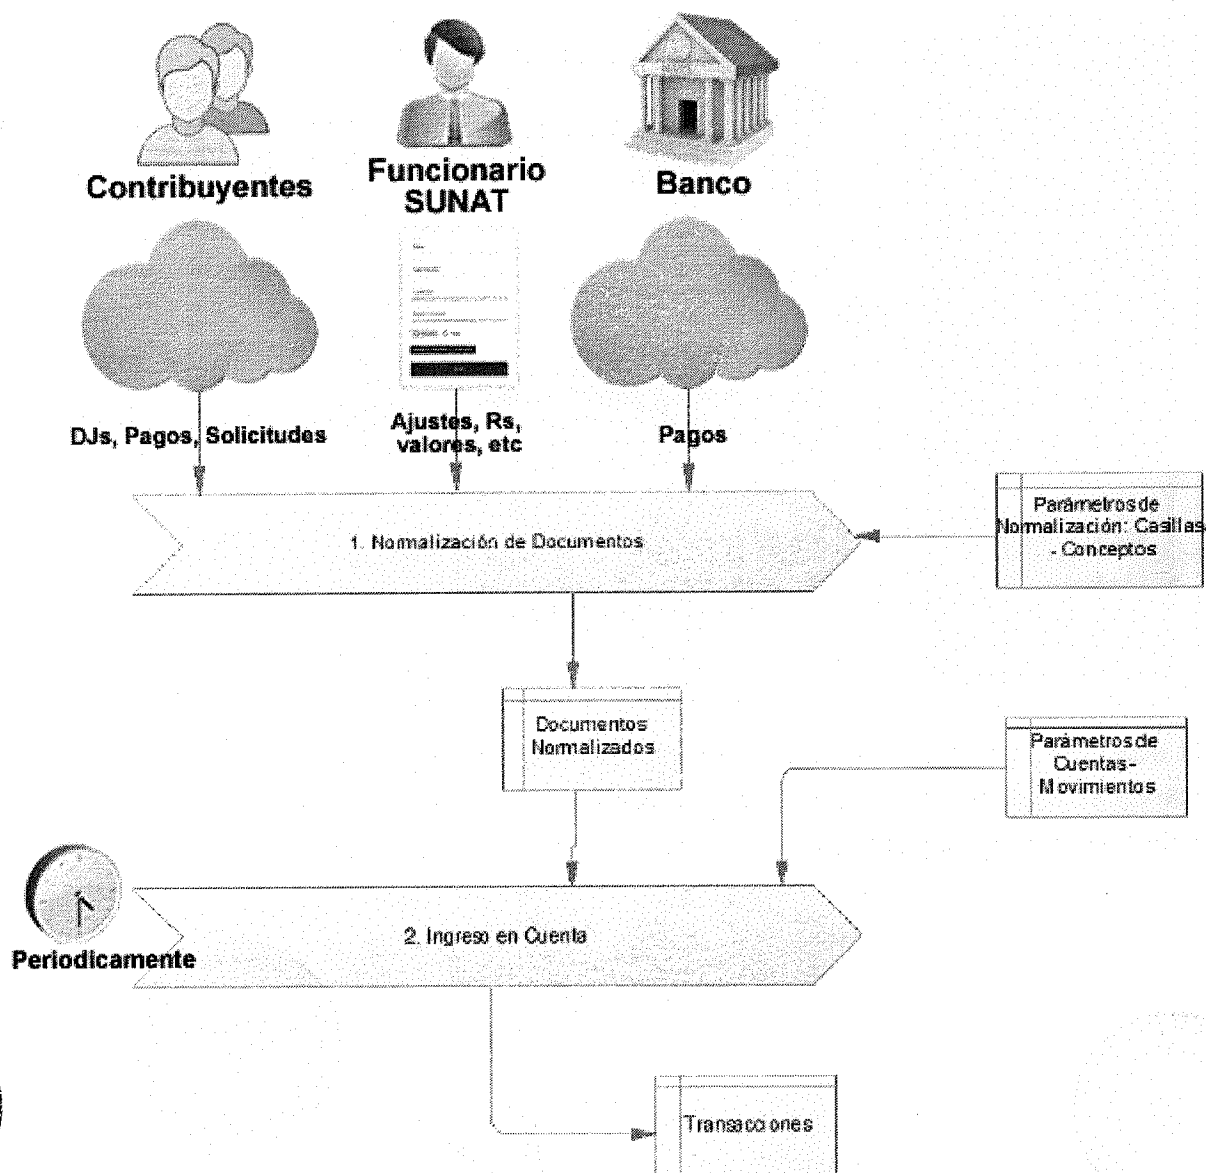 Contribuyentes
Funcionario
SUNAT
Banco
DJs, Pagos, Solicitudes
Ajustes, Rs,
valores, etc
Pagos
1. Normalización de Documentos
Parámetros de
Normalización: Casillas
- Conceptos
Documentos
Normalizados
Parámetros de
Cuentas -
Movimientos
Periodicamente
2. Ingreso en Cuenta
Transacciones